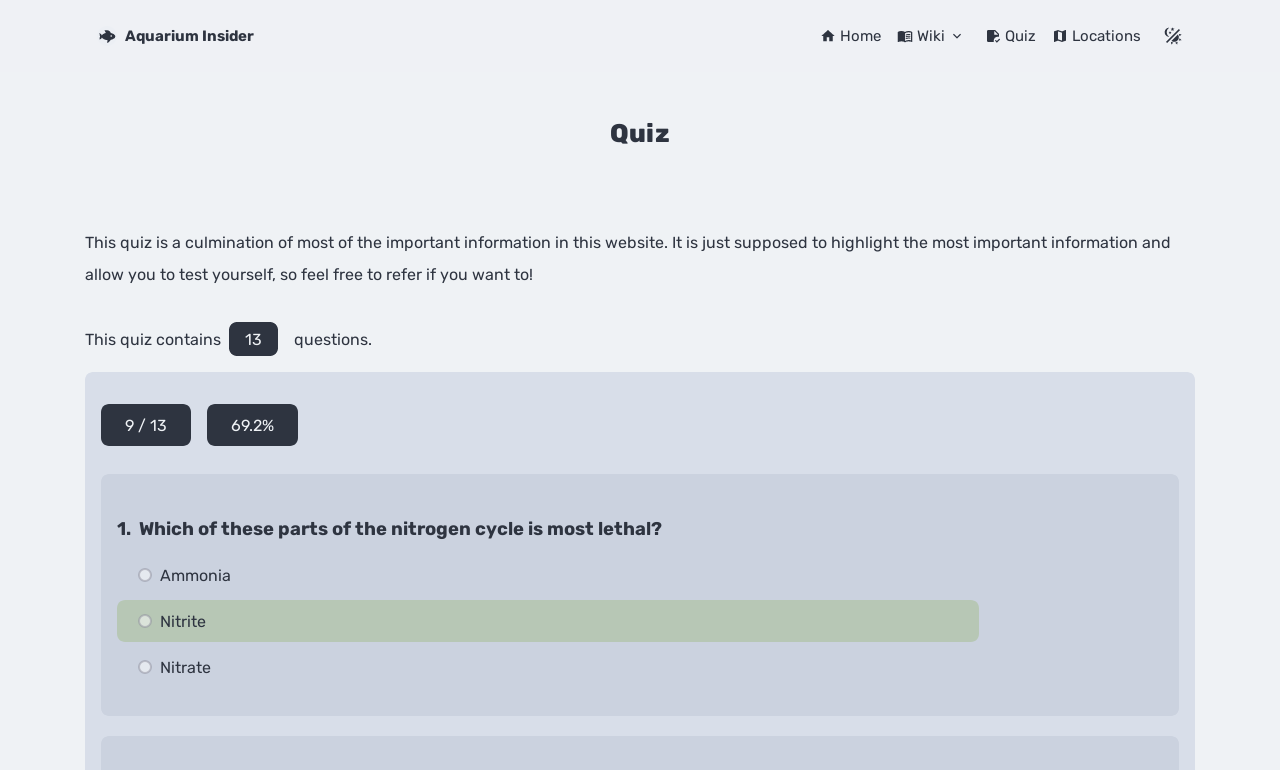 Aquarium Insider
Home
Wiki
Quiz
Locations
Quiz
This quiz is a culmination of most of the important information in this website. It is just supposed to highlight the most important information and
allow you to test yourself, so feel free to refer if you want to!
This quiz contains 13 questions.
9 / 13
69.2%
1. Which of these parts of the nitrogen cycle is most lethal?
Ammonia
Nitrite
Nitrate